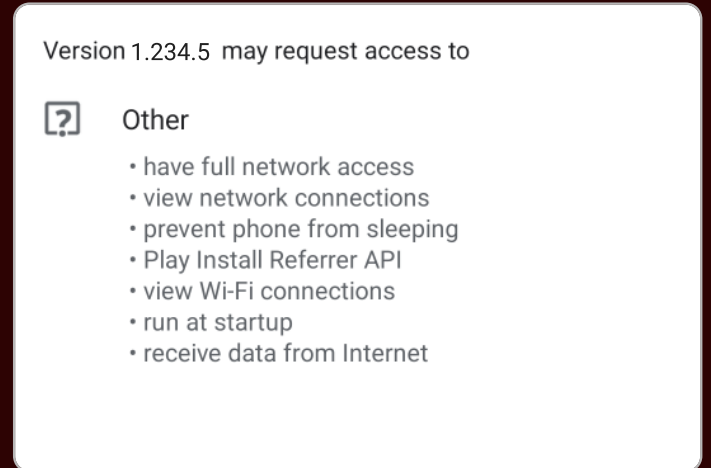 Version 1.234.5 may request access to
Other
• have full network access
• view network connections
• prevent phone from sleeping
• Play Install Referrer API
• view Wi-Fi connections
• run at startup
• receive data from Internet